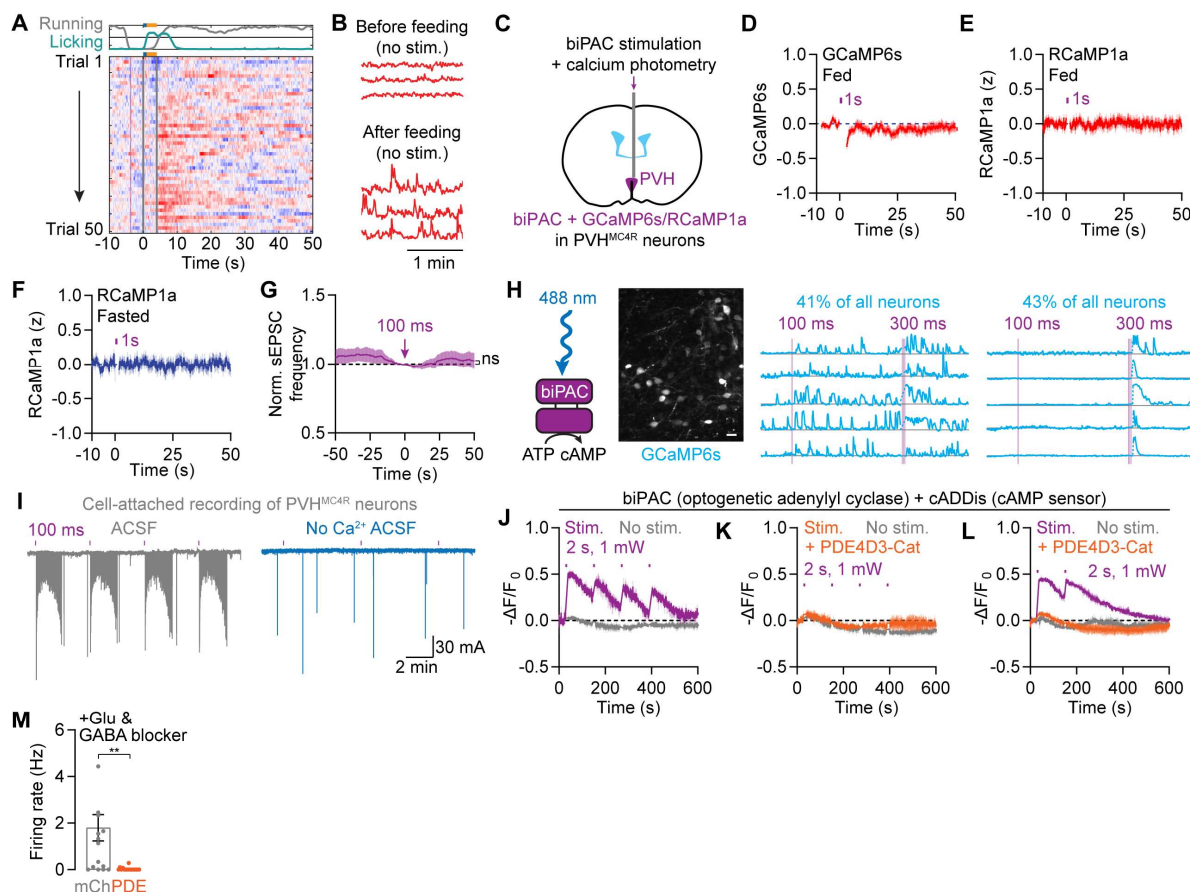 A
Running
Licking
Trial 1
Trial 50
-10 0 10 20 30 40 50
Time (s)
B
Before feeding
(no stim.)
After feeding
(no stim.)
1 min
C
biPAC stimulation
+ calcium photometry
PVH
biPAC + GCaMP6s/RCaMP1a
in PVHMC4R neurons
D
GCaMP6s
Fed
1s
GCaMP6s (z)
1.0
0.5
0.0
-0.5
-1.0
0 25 50
Time (s)
E
RCaMP1a
Fed
1s
RCaMP1a (z)
1.0
0.5
0.0
-0.5
-1.0
0 25 50
Time (s)
F
RCaMP1a
Fasted
1s
RCaMP1a (z)
1.0
0.5
0.0
-0.5
-1.0
0 25 50
Time (s)
G
Norm. sEPSC
frequency
1.5
1.0
0.5
100 ms
ns
-50 -25 0 25 50
Time (s)
H
488 nm
biPAC
ATP cAMP
GCaMP6s
41% of all neurons
100 ms 300 ms
43% of all neurons
100 ms 300 ms
I
Cell-attached recording of PVHMC4R neurons
100 ms
ACSF
No Ca2+ ACSF
30 mA
2 min
biPAC (optogenetic adenylyl cyclase) + cADDis (cAMP sensor)
J
Stim. No stim.
2 s, 1 mW
-ΔF/F0
-1.0
0.5
0.0
-0.5
0 200 400 600
Time (s)
K
Stim. No stim.
+ PDE4D3-Cat
2 s, 1 mW
-ΔF/F0
-1.0
0.5
0.0
-0.5
0 200 400 600
Time (s)
L
Stim. No stim.
+ PDE4D3-Cat
2 s, 1 mW
-ΔF/F0
-1.0
0.5
0.0
-0.5
0 200 400 600
Time (s)
M
+Glu &
GABA blocker
**
Firing rate (Hz)
6
4
2
0
mCh PDE